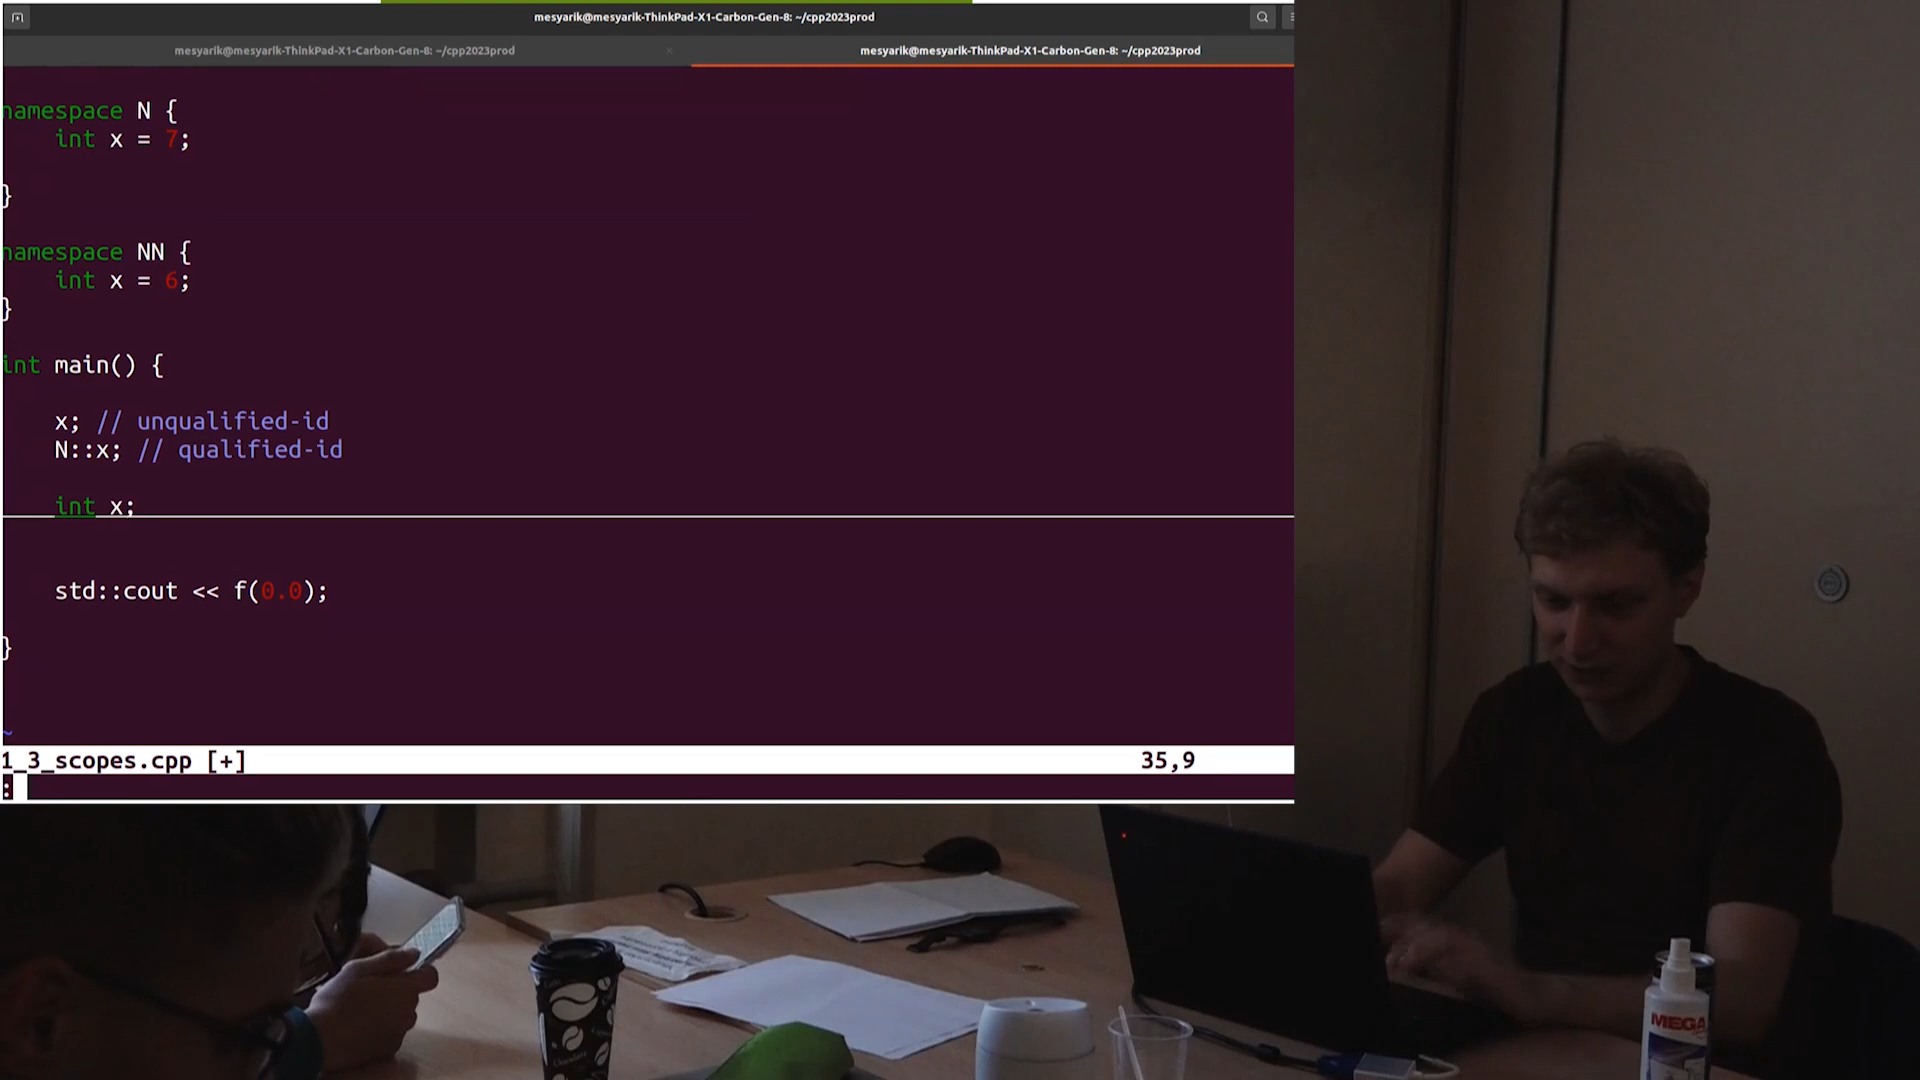 mesyarik@mesyarik-ThinkPad-X1-Carbon-Gen-8: ~/cpp2023prod
mesyarik@mesyarik-ThinkPad-X1-Carbon-Gen-8: ~/cpp2023prod
mesyarik@mesyarik-ThinkPad-X1-Carbon-Gen-8: ~/cpp2023prod
namespace N {
int x = 7;
}
namespace NN {
int x = 6;
}
int main() {
x; // unqualified-id
N::x; // qualified-id
int x;
std::cout << f(0.0);
}
~
1_3_scopes.cpp [+] 35,9
:
MEGA